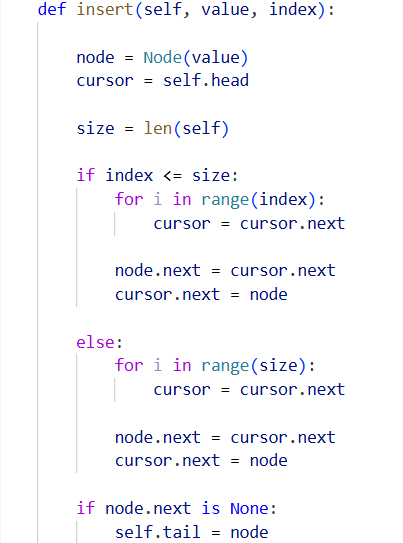 def insert(self, value, index):
node = Node(value)
cursor = self.head
size = len(self)
if index <= size:
for i in range(index):
cursor = cursor.next
node.next = cursor.next
cursor.next = node
else:
for i in range(size):
cursor = cursor.next
node.next = cursor.next
cursor.next = node
if node.next is None:
self.tail = node